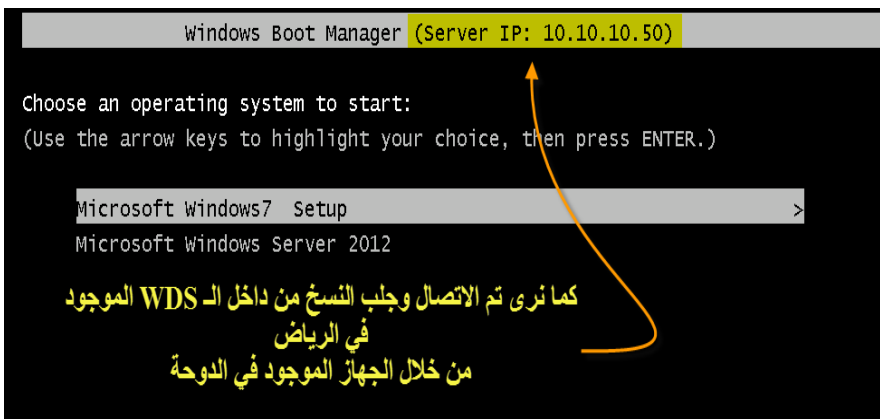 Windows Boot Manager (Server IP: 10.10.10.50)
Choose an operating system to start:
(Use the arrow keys to highlight your choice, then press ENTER.)
Microsoft Windows7  Setup >
Microsoft Windows Server 2012
كما نرى تم الاتصال وجلب النسخ من داخل الـ WDS الموجود
في الرياض
من خلال الجهاز الموجود في الدوحة